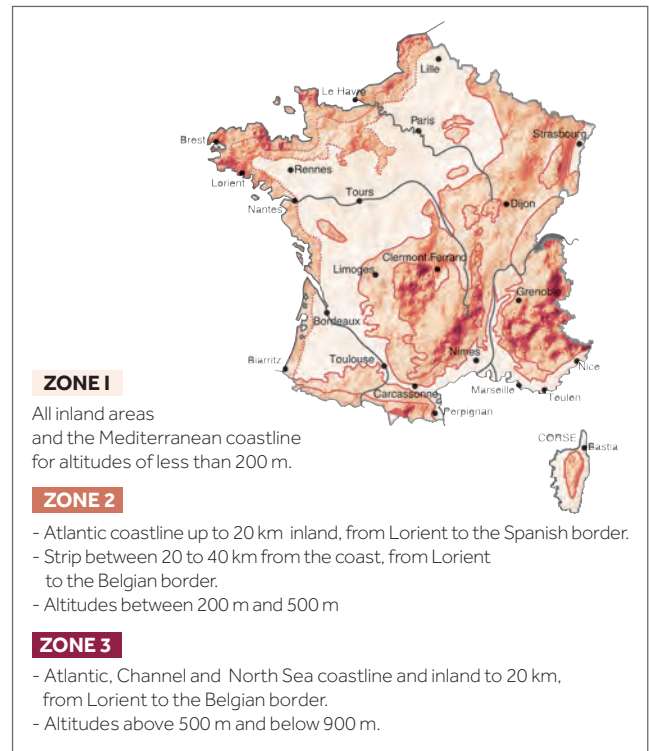 Lille
Le Havre
Paris
Strasbourg
Brest
Rennes
Lorient
Tours
Nantes
Dijon
Clermont Ferrand
Limoges
Grenoble
Bordeaux
Biarritz
Toulouse
Nimes
Nice
Carcassonne
Marseille
Toulon
Perpignan
CORSE
Bastia
ZONE I
All inland areas
and the Mediterranean coastline
for altitudes of less than 200 m.
ZONE 2
- Atlantic coastline up to 20 km inland, from Lorient to the Spanish border.
- Strip between 20 to 40 km from the coast, from Lorient
to the Belgian border.
- Altitudes between 200 m and 500 m
ZONE 3
- Atlantic, Channel and North Sea coastline and inland to 20 km,
from Lorient to the Belgian border.
- Altitudes above 500 m and below 900 m.